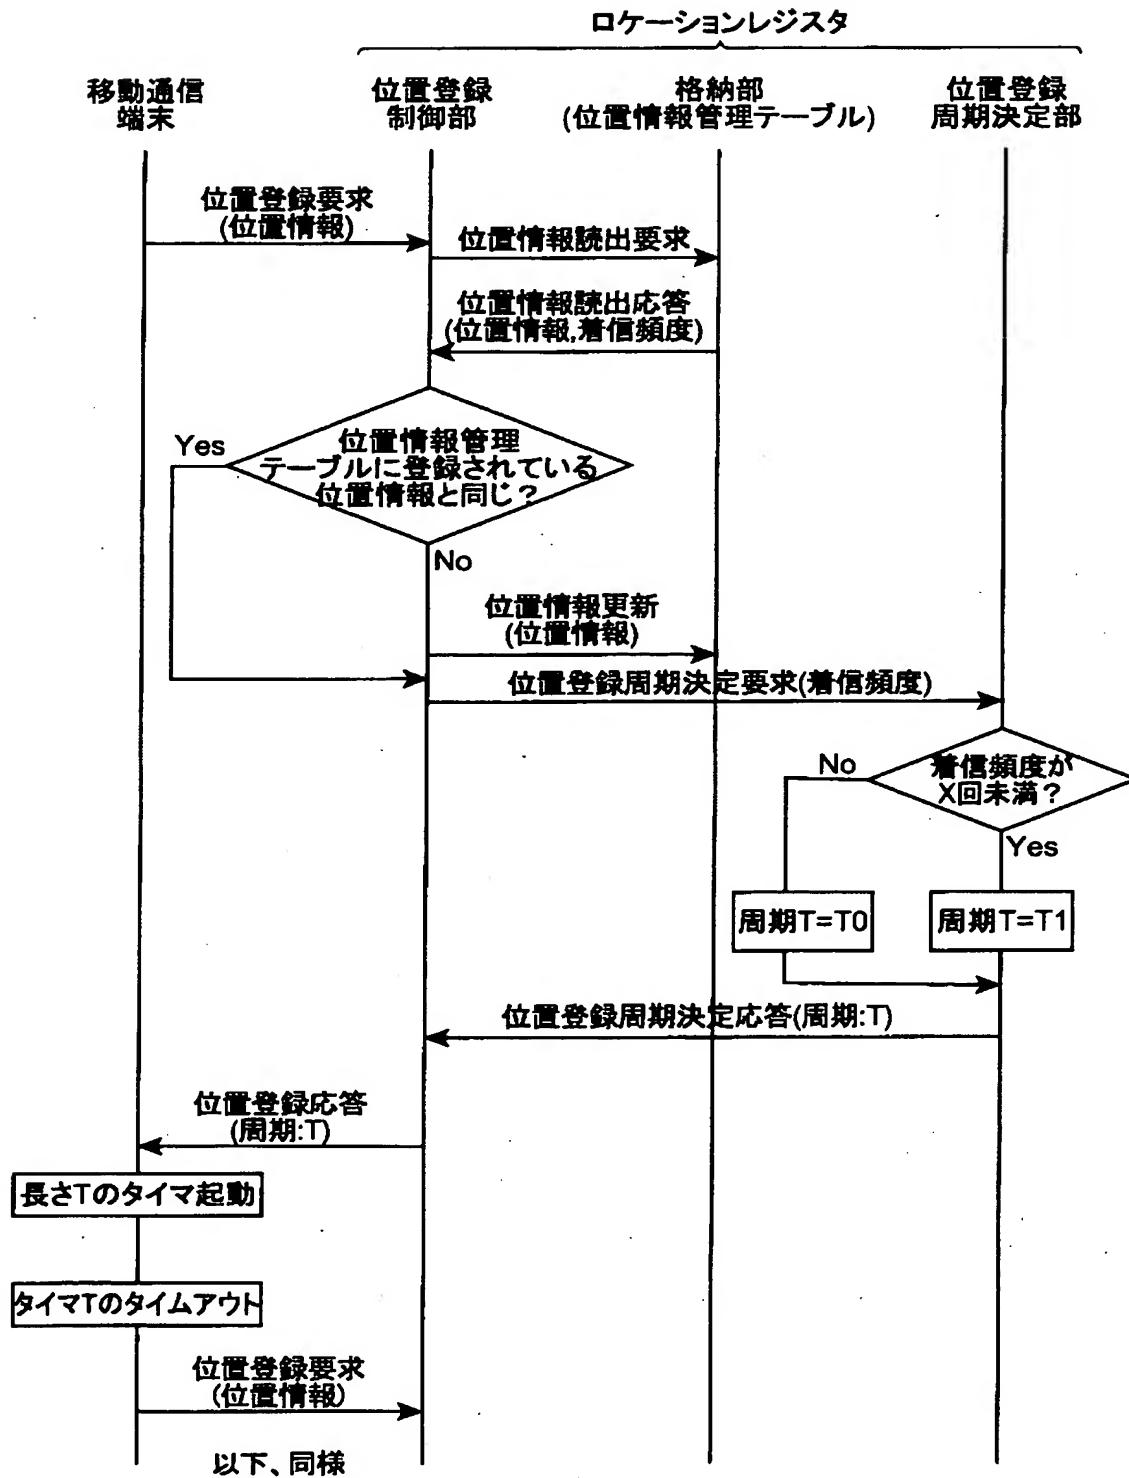 ロケーションレジスタ
移動通信
端末
位置登録
制御部
格納部
(位置情報管理テーブル)
位置登録
周期決定部
位置登録要求
(位置情報)
位置情報読出要求
位置情報読出応答
(位置情報,着信頻度)
Yes
位置情報管理
テーブルに登録されている
位置情報と同じ?
No
位置情報更新
(位置情報)
位置登録周期決定要求(着信頻度)
No
着信頻度が
X回未満?
Yes
周期T=T0
周期T=T1
位置登録周期決定応答(周期:T)
位置登録応答
(周期:T)
長さTのタイマ起動
タイマTのタイムアウト
位置登録要求
(位置情報)
以下、同様